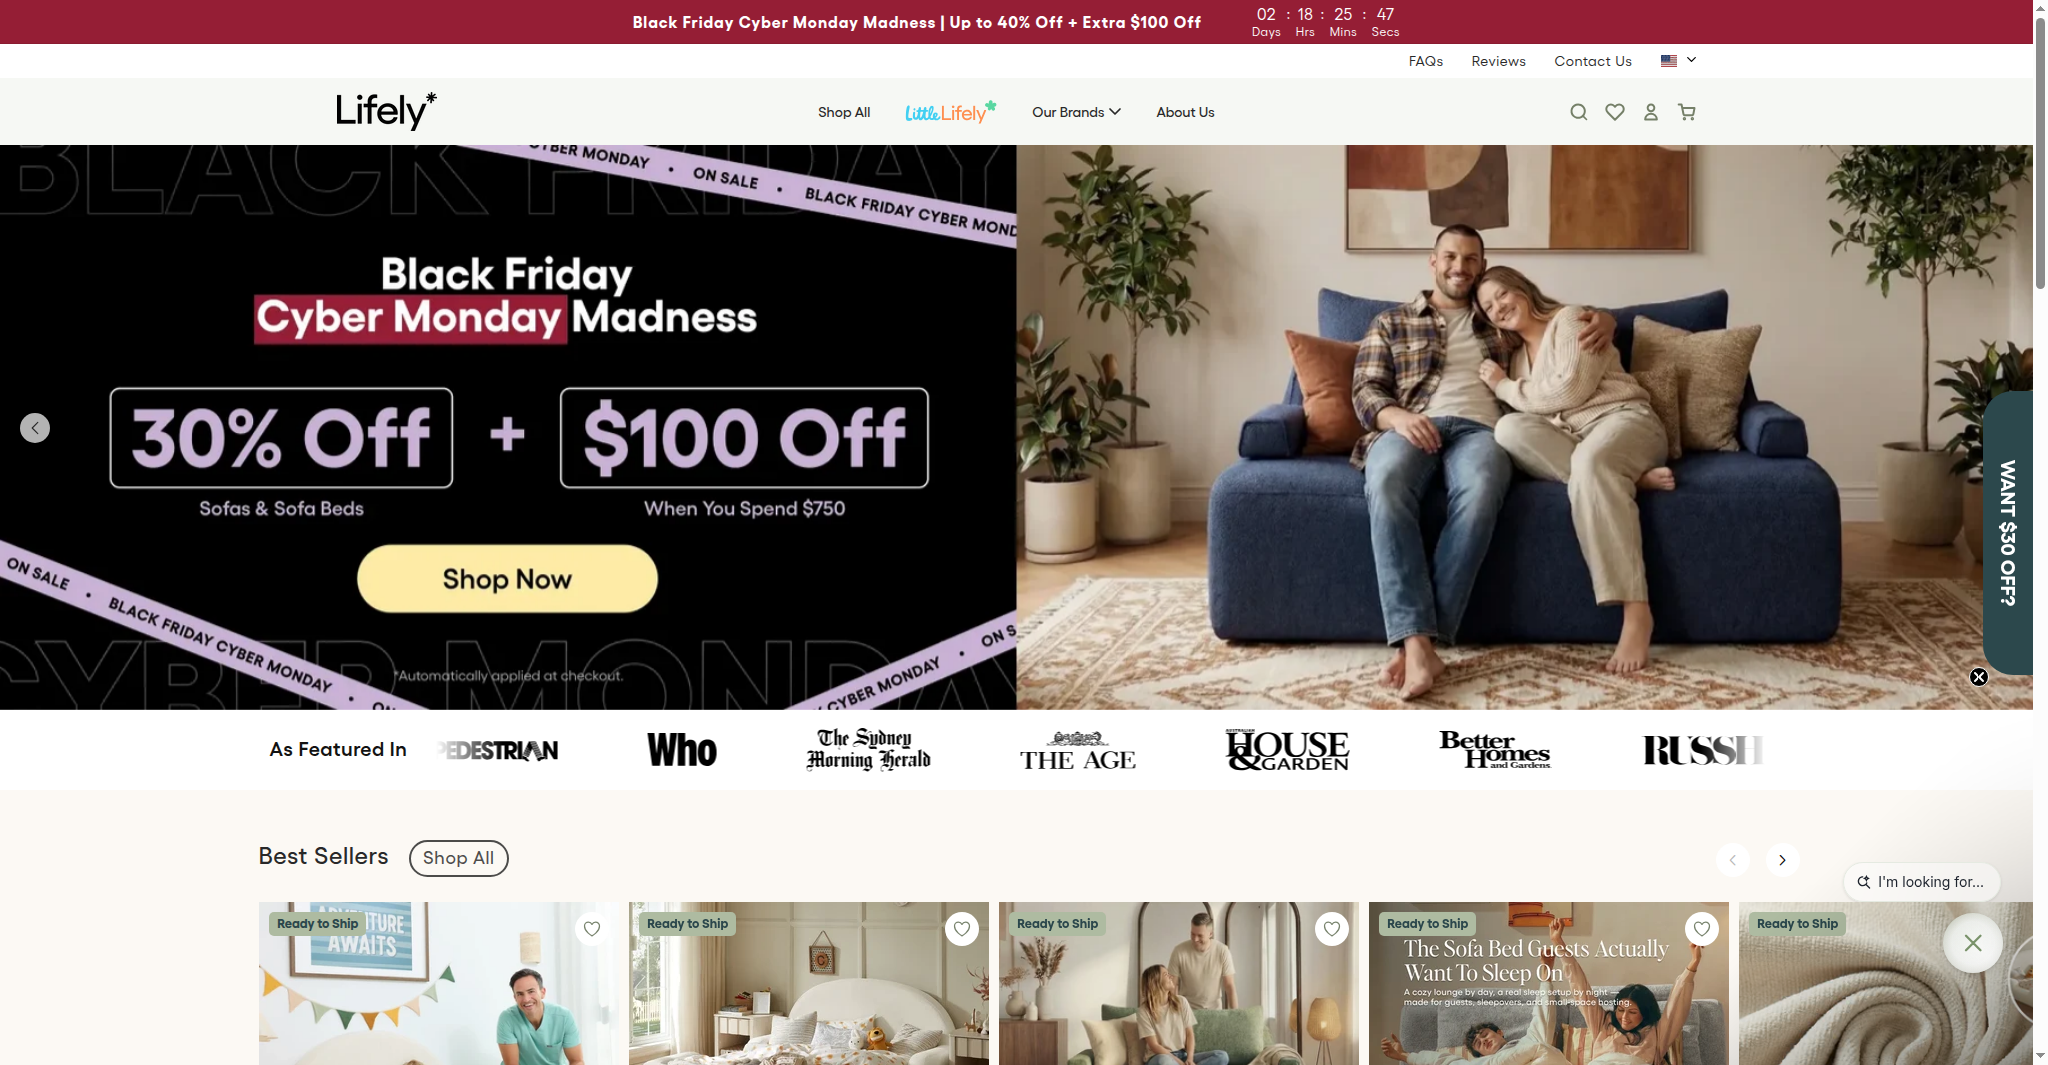 Black Friday Cyber Monday Madness | Up to 40% Off + Extra $100 Off
02 : 18 : 25 : 47
Days Hrs Mins Secs
FAQs Reviews Contact Us
Lifely*
Shop All
Little Lifely
Our Brands
About Us
BLACK FRIDAY
CYBER MONDAY • ON SALE • BLACK FRIDAY CYBER MOND
Black Friday
Cyber Monday Madness
30% Off + $100 Off
Sofas & Sofa Beds
When You Spend $750
Shop Now
ON SALE • BLACK FRIDAY CYBER MONDAY • ON
CYBER MONDAY • ON S
CYBER MONDAY
*Automatically applied at checkout.
WANT $30 OFF?
As Featured In
PEDESTRIAN
Who
The Sydney
Morning Herald
THE AGE
AUSTRALIAN
HOUSE
& GARDEN
Better
Homes
and Gardens.
RUSSH
Best Sellers
Shop All
I'm looking for...
Ready to Ship
ADVENTURE
AWAITS
Ready to Ship
C
Ready to Ship
Ready to Ship
The Sofa Bed Guests Actually
Want To Sleep On
A cozy lounge by day, a real sleep setup by night —
made for guests, sleepovers, and small-space hosting.
Ready to Ship